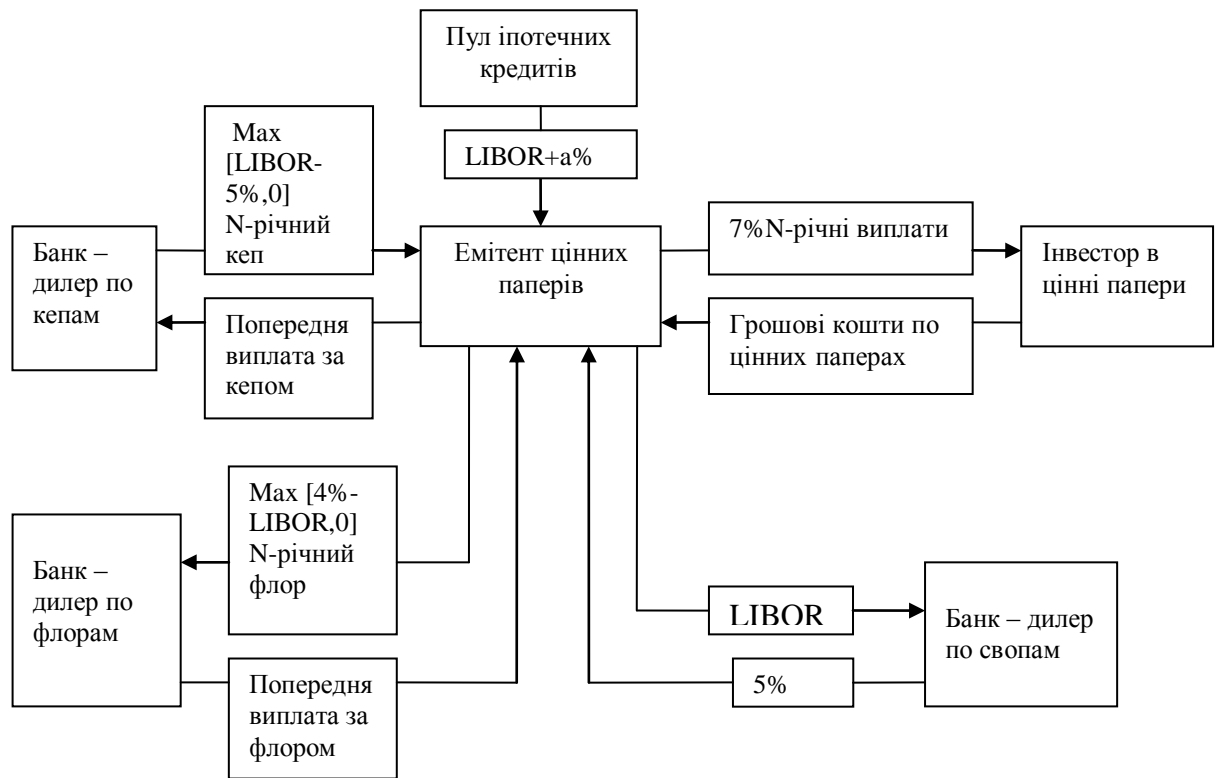 Пул іпотечних
кредитів
Max
[LIBOR-
5%,0]
N-річний
кеп
LIBOR+a%
Банк –
дилер по
кепам
Емітент цінних
паперів
7%N-річні виплати
Інвестор в
цінні папери
Попередня
виплата за
кепом
Грошові кошти по
цінних паперах
Max [4%-
LIBOR,0]
N-річний
флор
Банк –
дилер по
флорам
LIBOR
Банк – дилер
по свопам
5%
Попередня
виплата за
флором